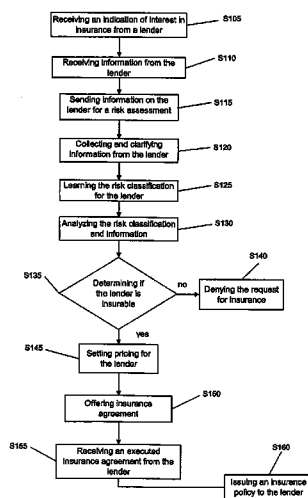 Receiving an indication of interest in
insurance from a lender
S105
Receiving information from the
lender
S110
Sending information on the
lender for a risk assessment
S115
Collecting and clarifying
information from the lender
S120
Learning the risk classification
for the lender
S125
Analyzing the risk classification
and information
S130
S135
Determining if
the lender is
insurable
no
S140
Denying the request
for insurance
yes
S145
Setting pricing for
the lender
Offering insurance
agreement
S150
S155
Receiving an executed
insurance agreement from the
lender
S160
Issuing an insurance
policy to the lender